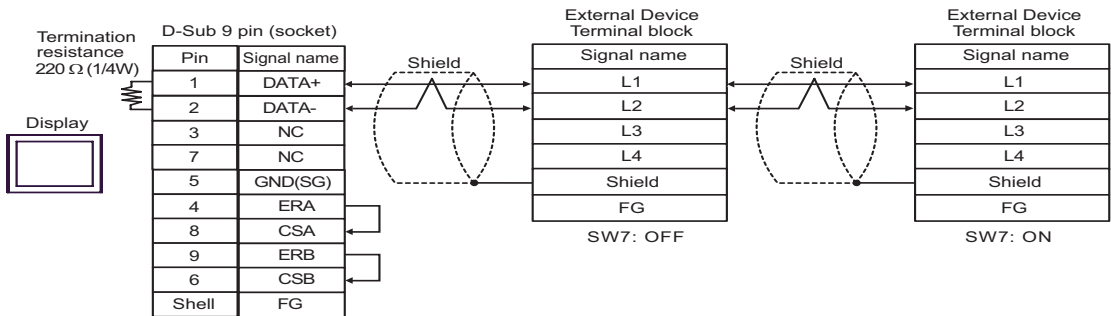 Termination
resistance
220 Ω (1/4W)
Display
D-Sub 9 pin (socket)
Pin Signal name
1 DATA+
2 DATA-
3 NC
7 NC
5 GND(SG)
4 ERA
8 CSA
9 ERB
6 CSB
Shell FG
Shield
External Device
Terminal block
Signal name
L1
L2
L3
L4
Shield
FG
SW7: OFF
Shield
External Device
Terminal block
Signal name
L1
L2
L3
L4
Shield
FG
SW7: ON